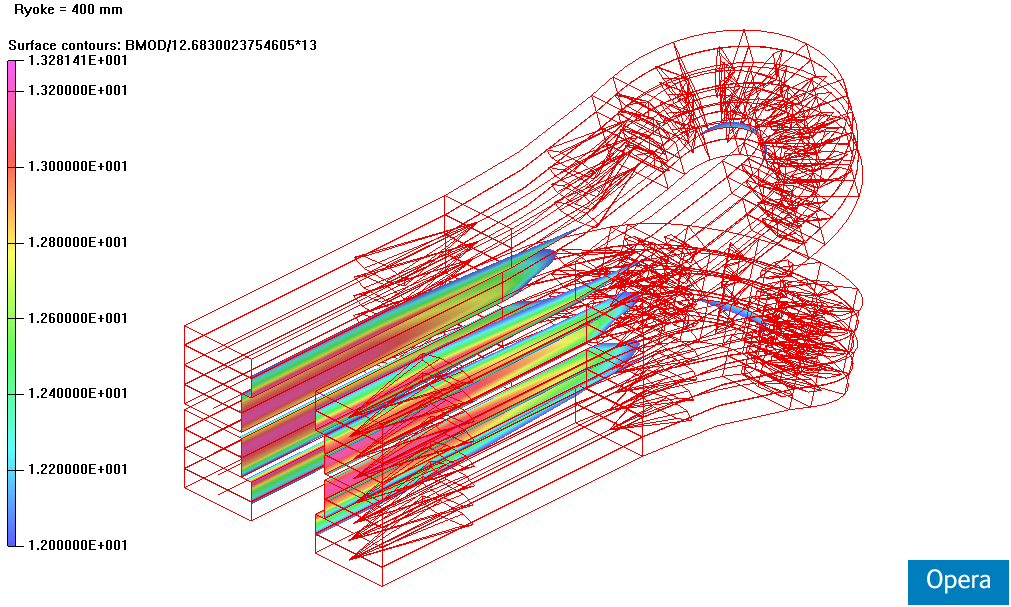 Ryoke = 400 mm
Surface contours: BMOD/12.6830023754605*13
1.328141E+001
1.320000E+001
1.300000E+001
1.280000E+001
1.260000E+001
1.240000E+001
1.220000E+001
1.200000E+001
Opera